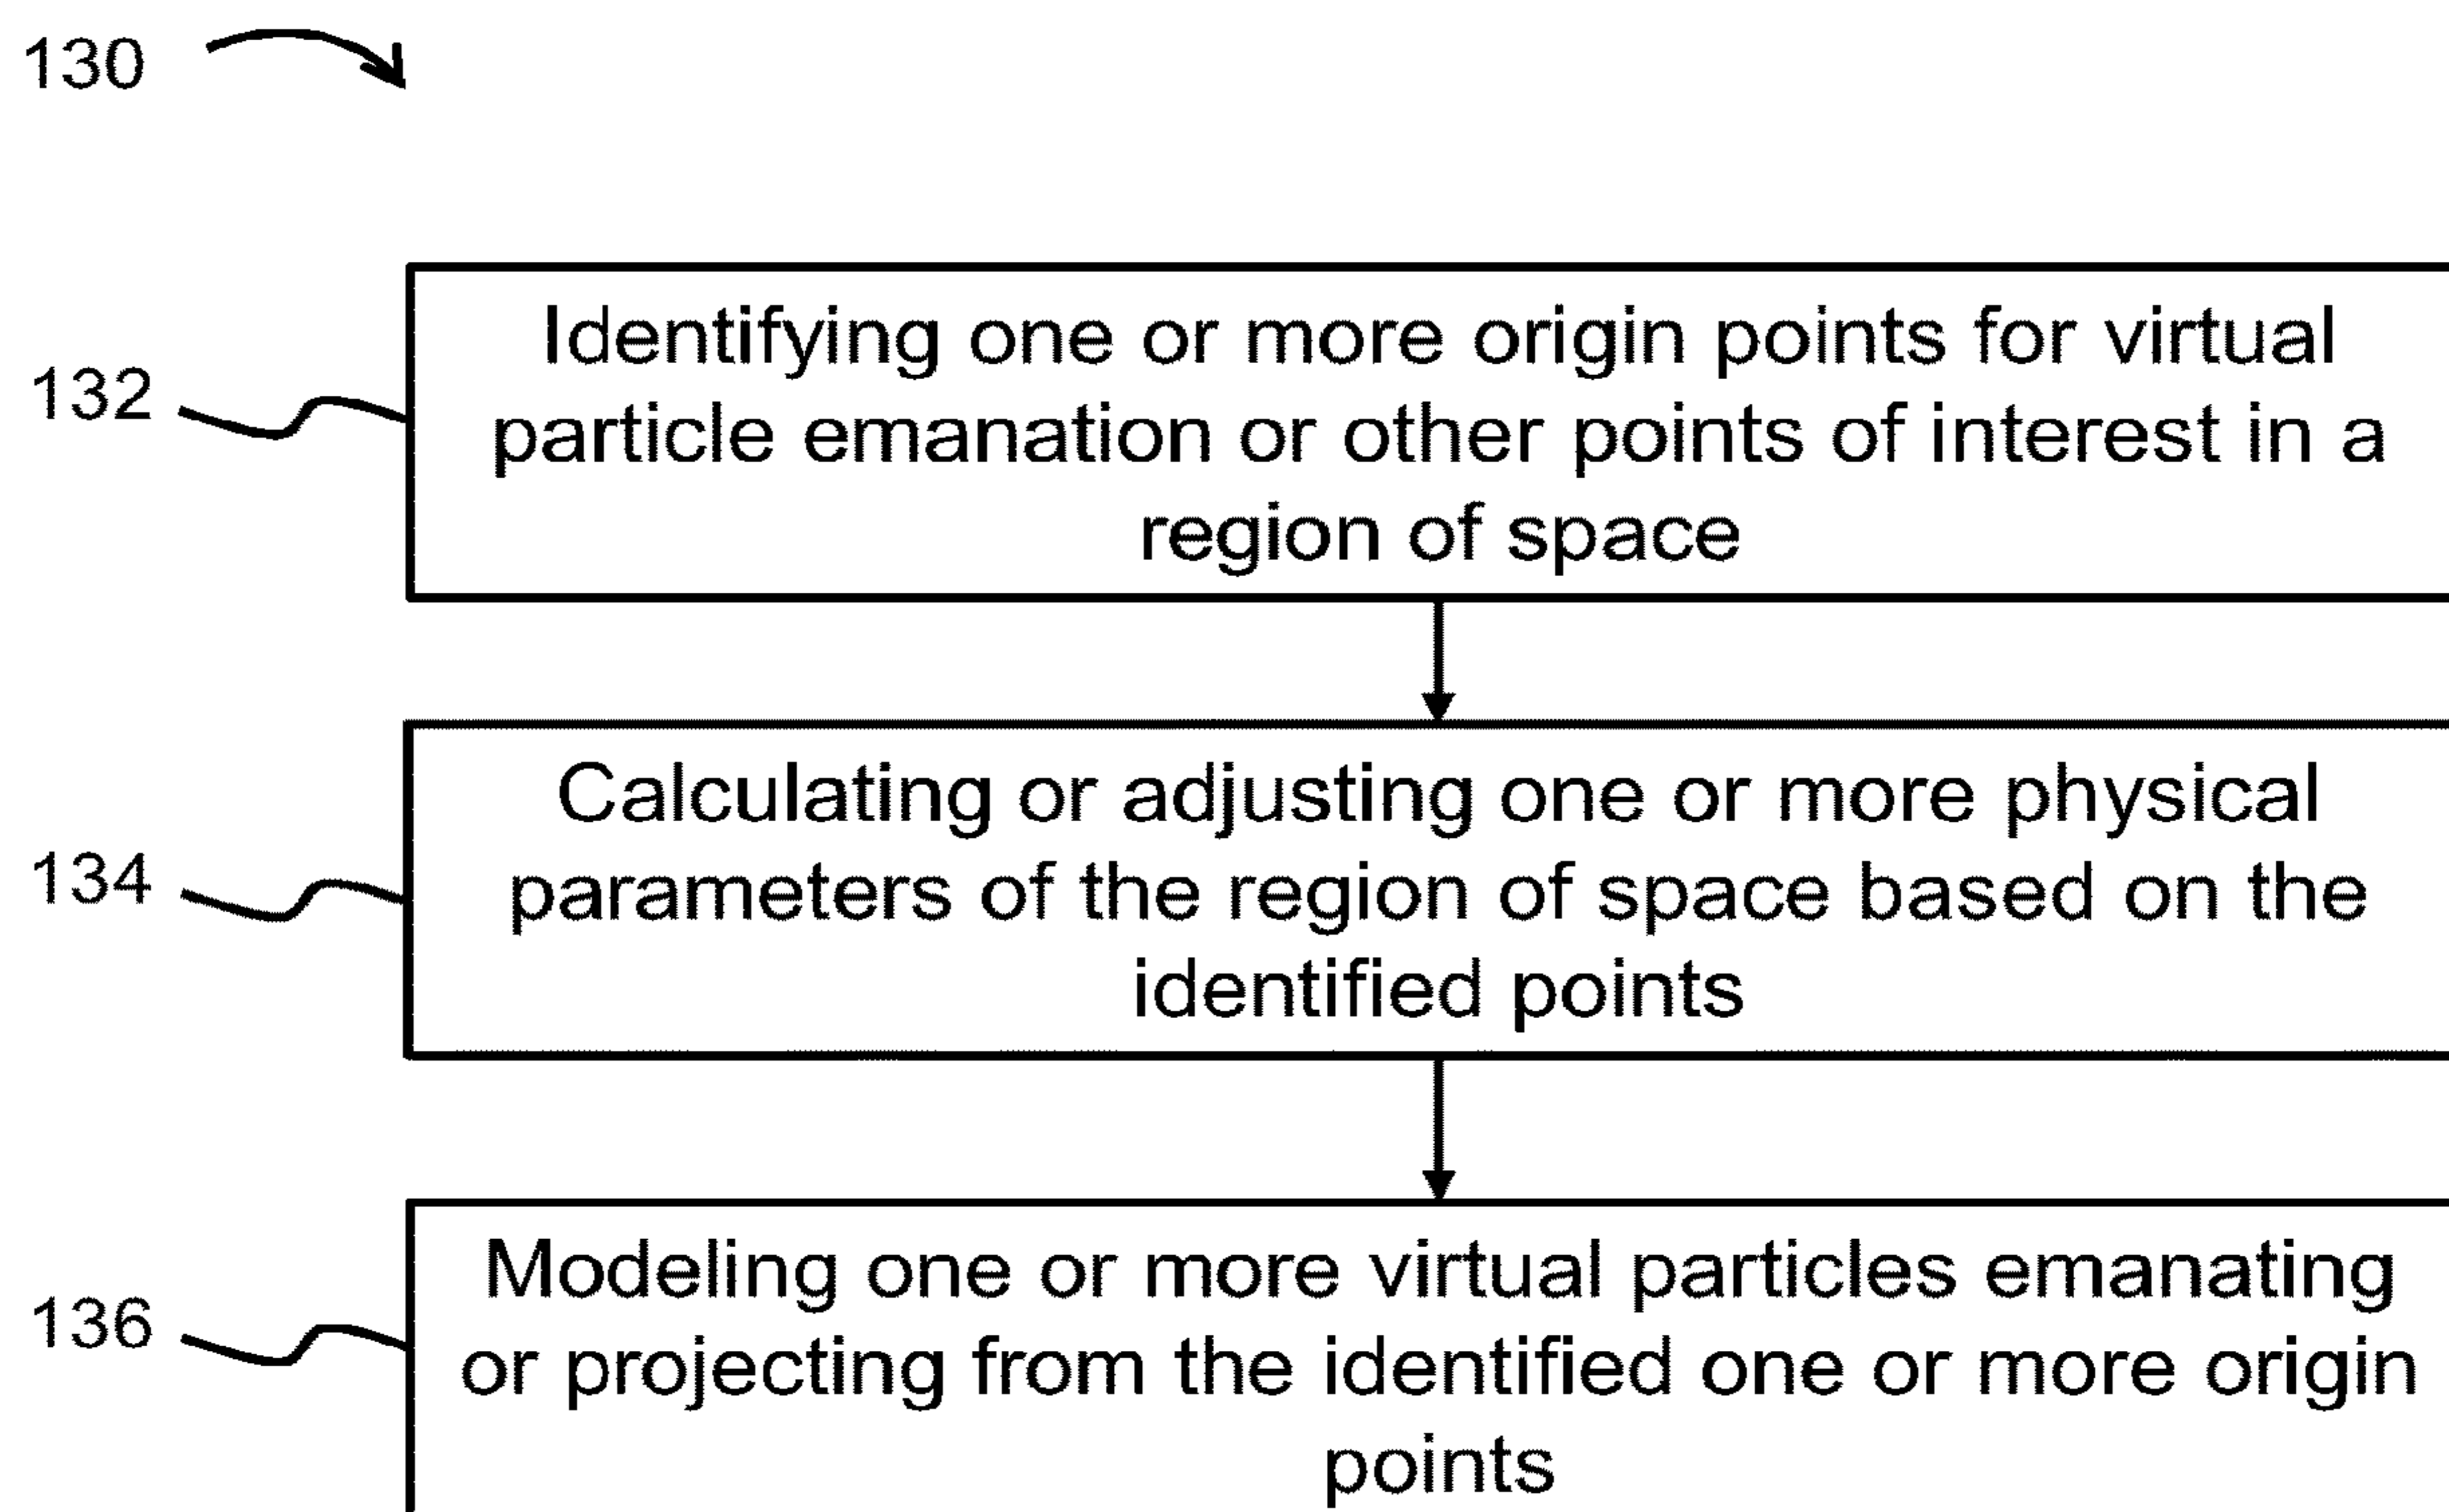 130
132
Identifying one or more origin points for virtual
particle emanation or other points of interest in a
region of space
134
Calculating or adjusting one or more physical
parameters of the region of space based on the
identified points
136
Modeling one or more virtual particles emanating
or projecting from the identified one or more origin
points